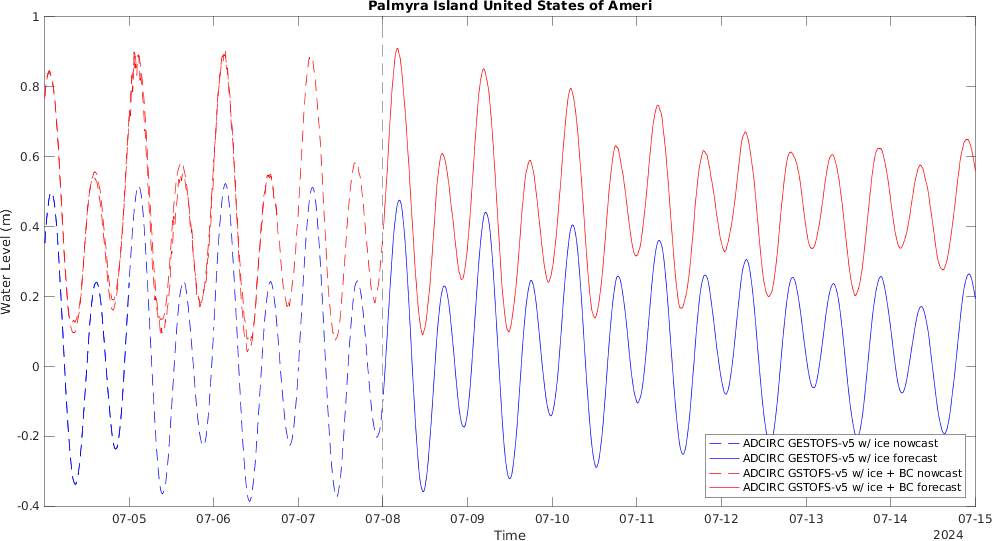 Palmyra Island United States of Ameri
1
0.8
0.6
0.4
0.2
0
-0.2
-0.4
Water Level (m)
ADCIRC GESTOFS-v5 w/ ice nowcast
ADCIRC GESTOFS-v5 w/ ice forecast
ADCIRC GSTOFS-v5 w/ ice + BC nowcast
ADCIRC GSTOFS-v5 w/ ice + BC forecast
07-05 07-06 07-07 07-08 07-09 07-10 07-11 07-12 07-13 07-14 07-15
Time
2024